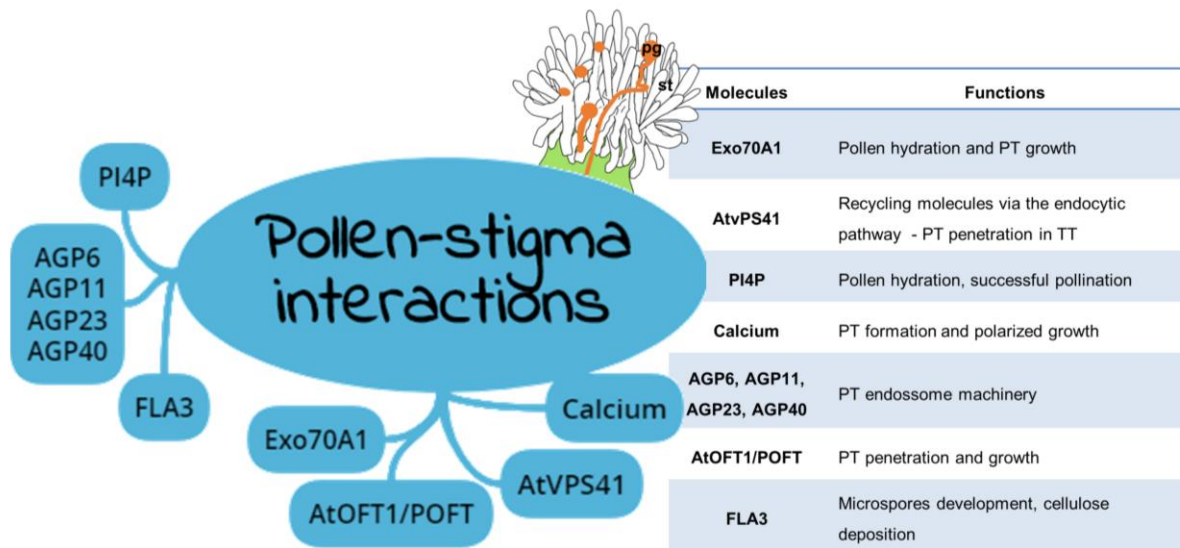 pg
st
PI4P
AGP6
AGP11
AGP23
AGP40
FLA3
Pollen-stigma
interactions
Exo70A1
AtOFT1/POFT
AtVPS41
Calcium
Molecules Functions
Exo70A1 Pollen hydration and PT growth
AtvPS41 Recycling molecules via the endocytic
pathway - PT penetration in TT
PI4P Pollen hydration, successful pollination
Calcium PT formation and polarized growth
AGP6, AGP11,
AGP23, AGP40 PT endossome machinery
AtOFT1/POFT PT penetration and growth
FLA3 Microspores development, cellulose
deposition